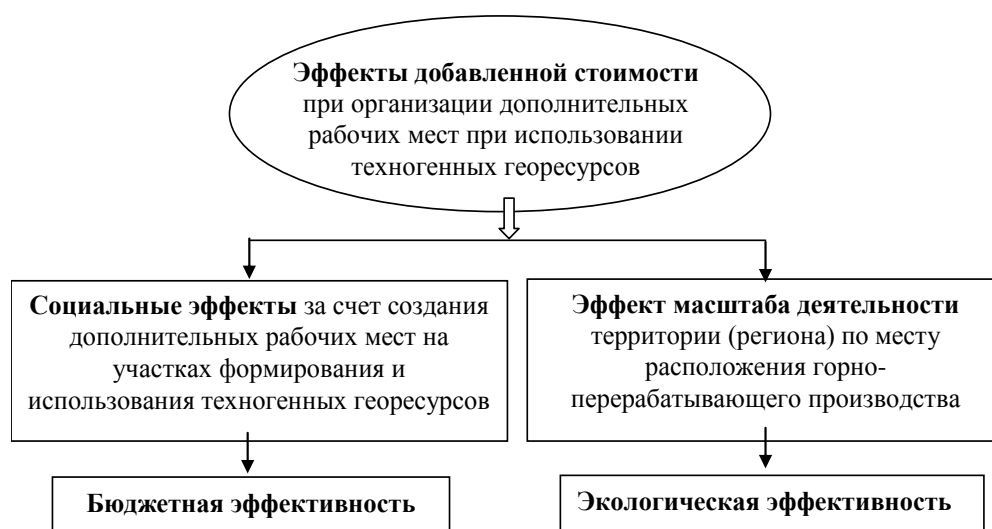 Эффекты добавленной стоимости
при организации дополнительных
рабочих мест при использовании
техногенных георесурсов
Социальные эффекты за счет создания
дополнительных рабочих мест на
участках формирования и
использования техногенных георесурсов
Эффект масштаба деятельности
территории (региона) по месту
расположения горно-
перерабатывающего производства
Бюджетная эффективность
Экологическая эффективность